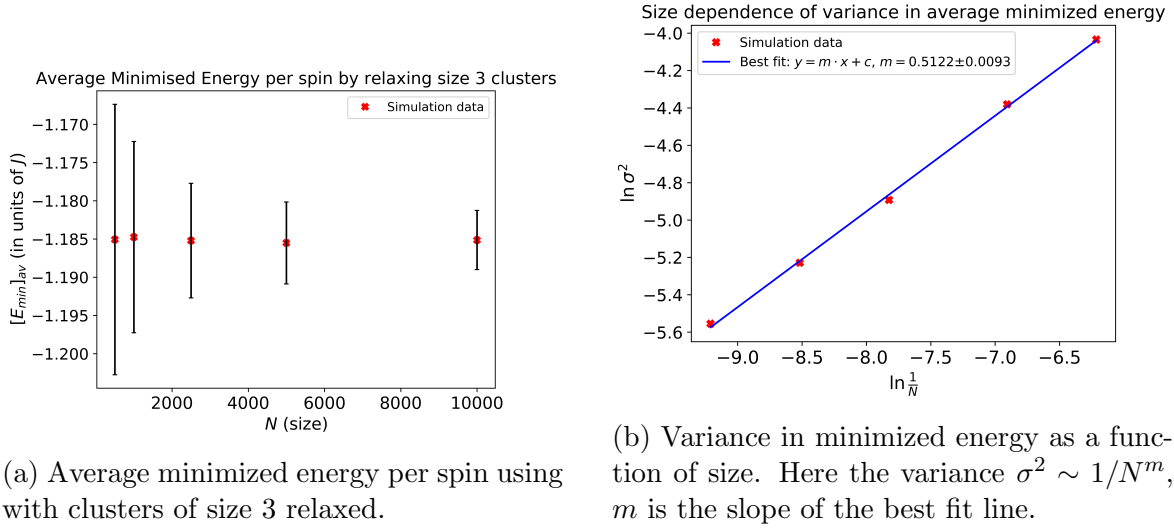 Average Minimised Energy per spin by relaxing size 3 clusters
Simulation data
−1.170
−1.175
−1.180
−1.185
−1.190
−1.195
−1.200
[E_{min}]_{av} (in units of J)
2000 4000 6000 8000 10000
N (size)
(a) Average minimized energy per spin using
with clusters of size 3 relaxed.
Size dependence of variance in average minimized energy
Simulation data
Best fit: y = m · x + c, m = 0.5122±0.0093
−4.0
−4.2
−4.4
−4.6
−4.8
−5.0
−5.2
−5.4
−5.6
ln σ²
−9.0 −8.5 −8.0 −7.5 −7.0 −6.5
ln 1/N
(b) Variance in minimized energy as a func-
tion of size. Here the variance σ² ∼ 1/N^m,
m is the slope of the best fit line.